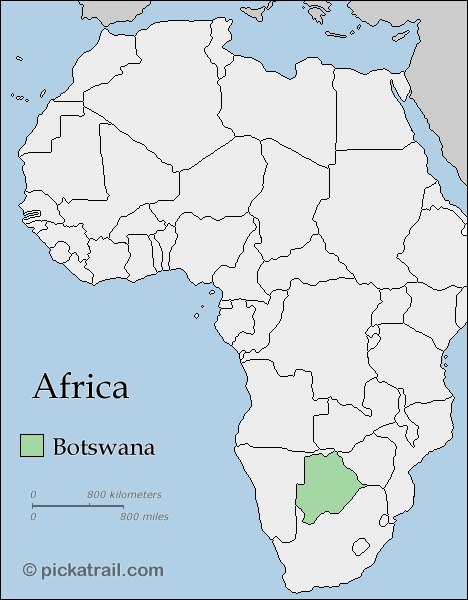 Africa
Botswana
0 800 kilometers
0 800 miles
© pickatrail.com